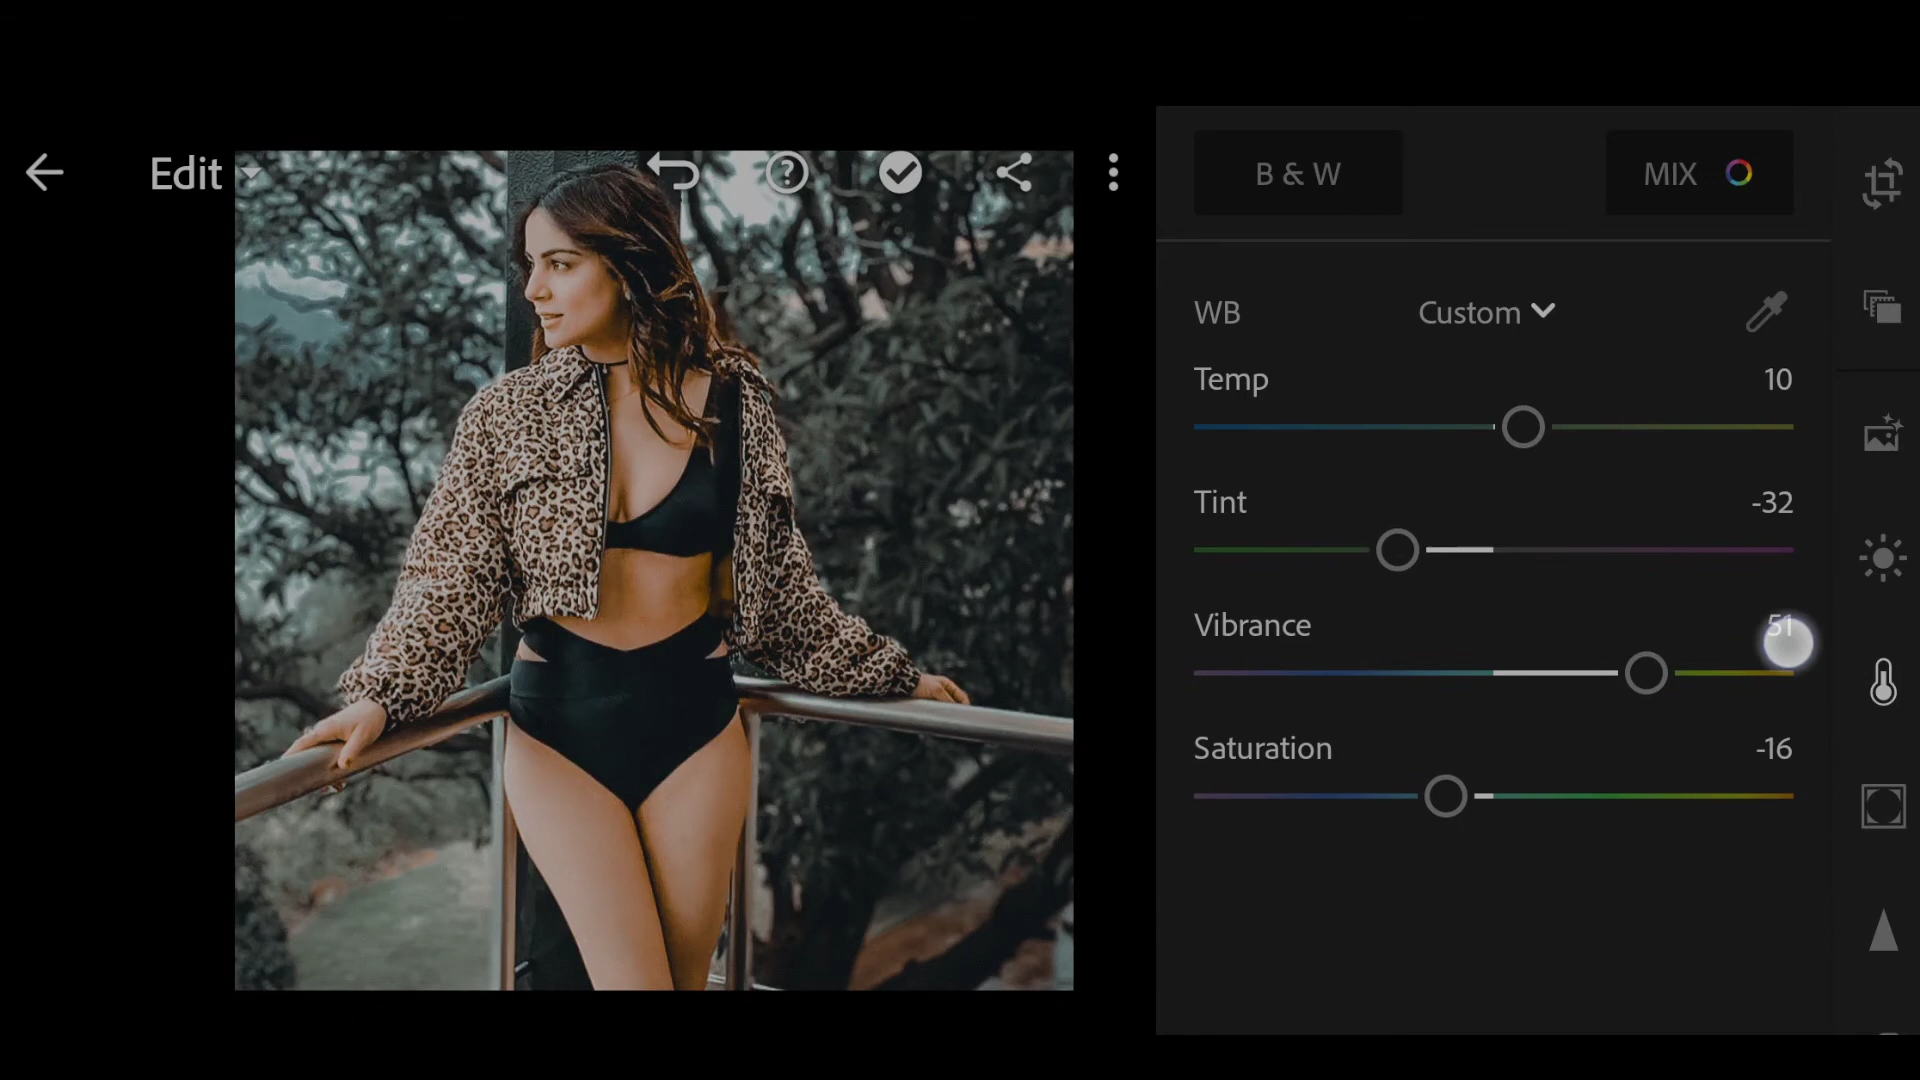 Edit
B & W
MIX
WB
Custom
Temp
10
Tint
-32
Vibrance
51
Saturation
-16